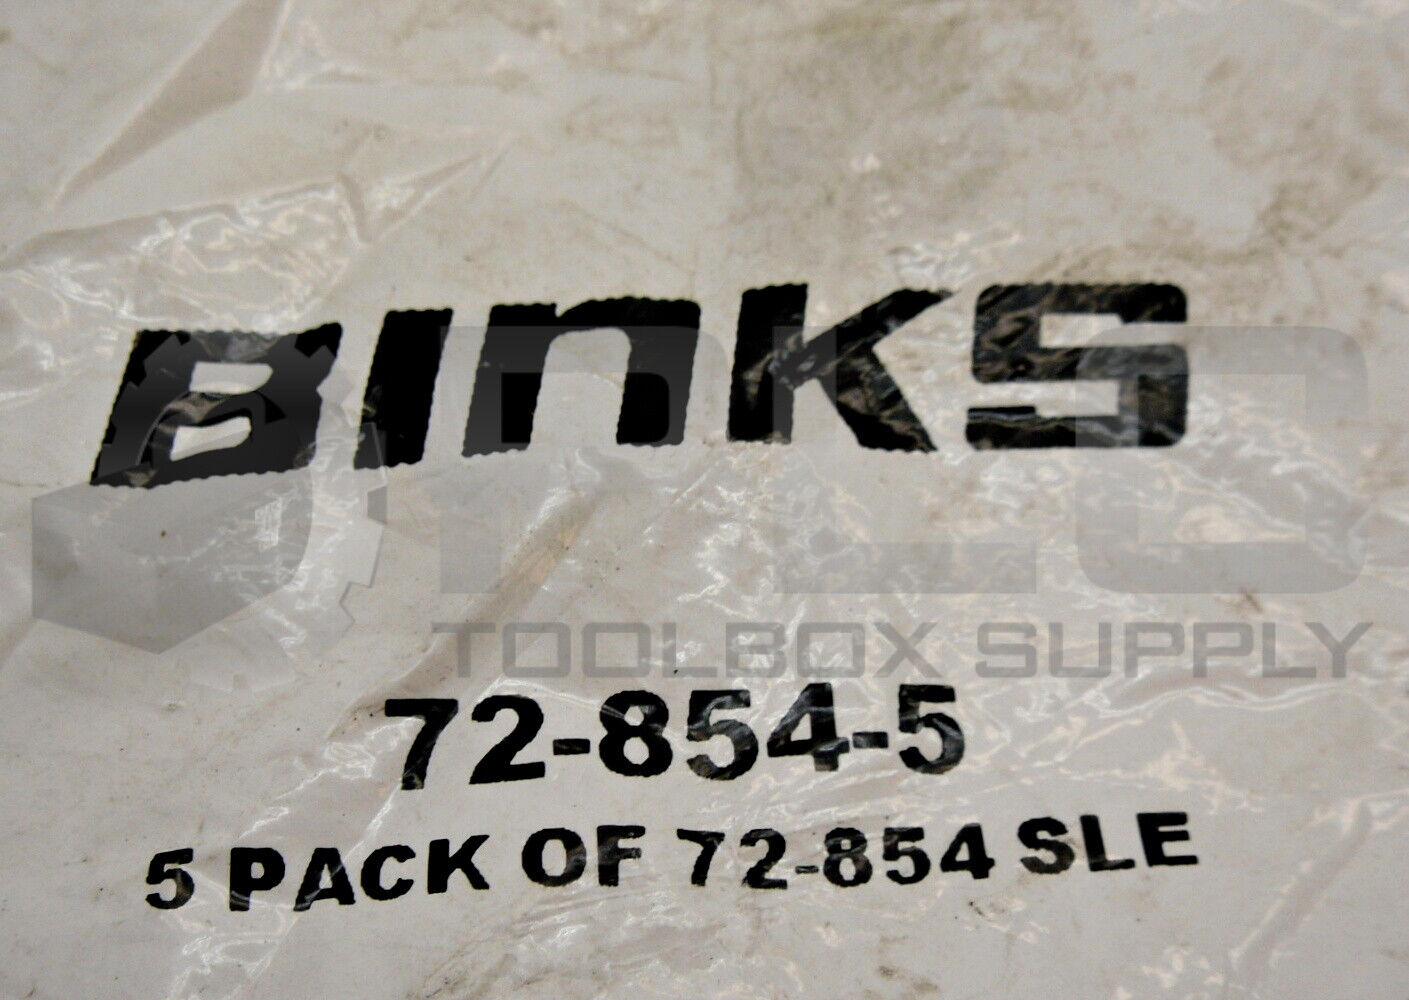 BINKS
TOOLBOX SUPPLY
72-854-5
5 PACK OF 72-854 SLE